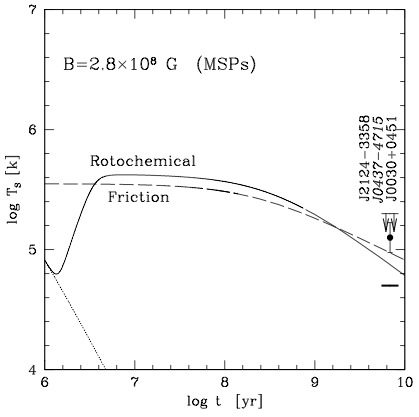 7
B=2.8×10⁸ G (MSPs)
6
J2124−3358
J0437−4715
J0030+0451
Rotochemical
Friction
log Tₛ [k]
5
4
6 7 8 9 10
log t [yr]